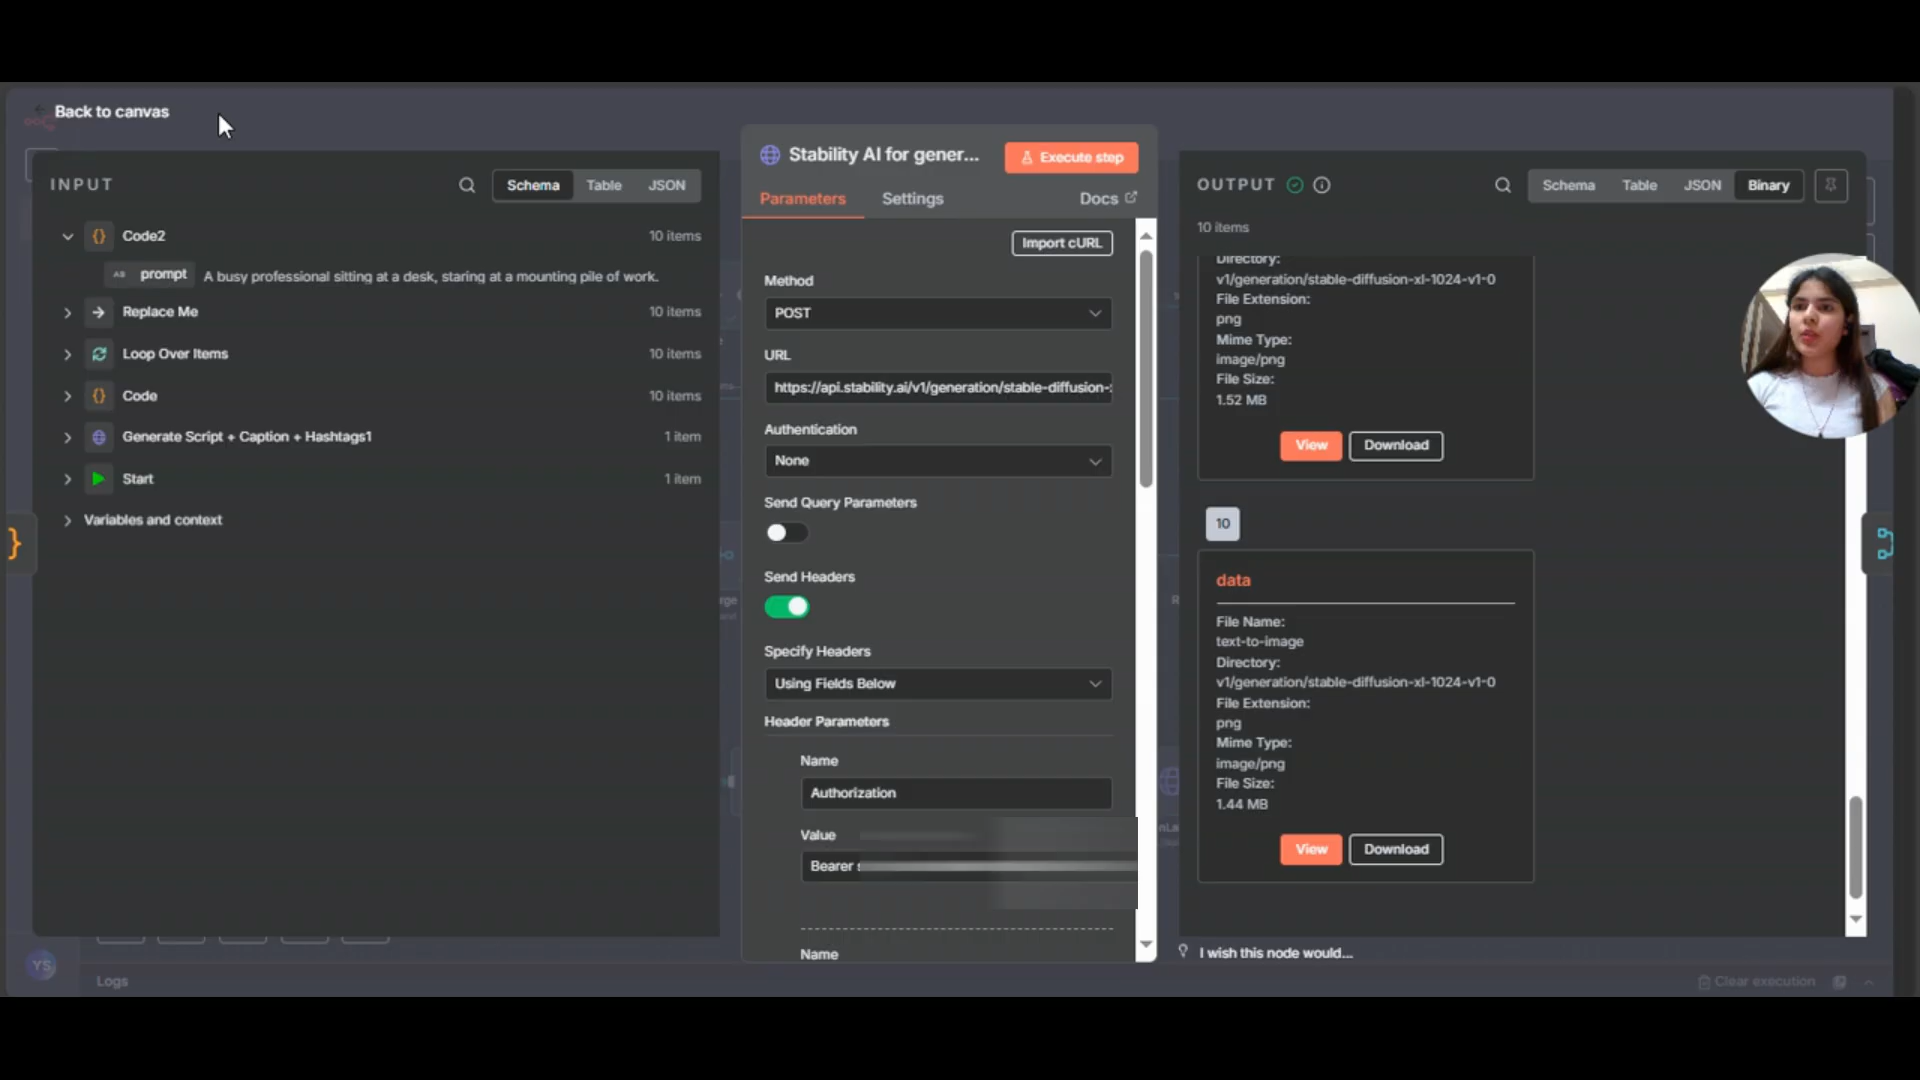 Back to canvas
INPUT
Schema
Table
JSON
Code2
10 items
AB prompt A busy professional sitting at a desk, staring at a mounting pile of work.
Replace Me
10 items
Loop Over Items
10 items
Code
10 items
Generate Script + Caption + Hashtags1
1 item
Start
1 item
Variables and context
Stability AI for gener...
Execute step
Parameters
Settings
Docs
Import cURL
Method
POST
URL
https://api.stability.ai/v1/generation/stable-diffusion-
Authentication
None
Send Query Parameters
Send Headers
Specify Headers
Using Fields Below
Header Parameters
Name
Authorization
Value
Bearer
Name
OUTPUT
Schema
Table
JSON
Binary
10 items
Directory:
v1/generation/stable-diffusion-xl-1024-v1-0
File Extension:
png
Mime Type:
image/png
File Size:
1.52 MB
View
Download
10
data
File Name:
text-to-image
Directory:
v1/generation/stable-diffusion-xl-1024-v1-0
File Extension:
png
Mime Type:
image/png
File Size:
1.44 MB
View
Download
I wish this node would...
YS
Logs
Clear execution